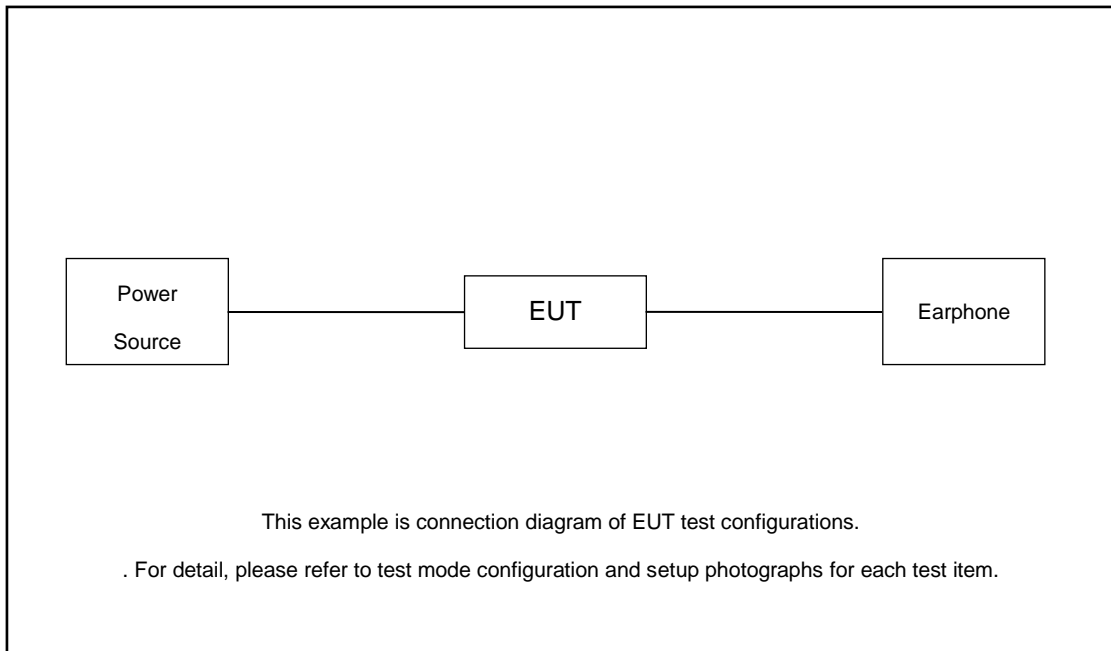 Power
Source
EUT
Earphone
This example is connection diagram of EUT test configurations.
. For detail, please refer to test mode configuration and setup photographs for each test item.